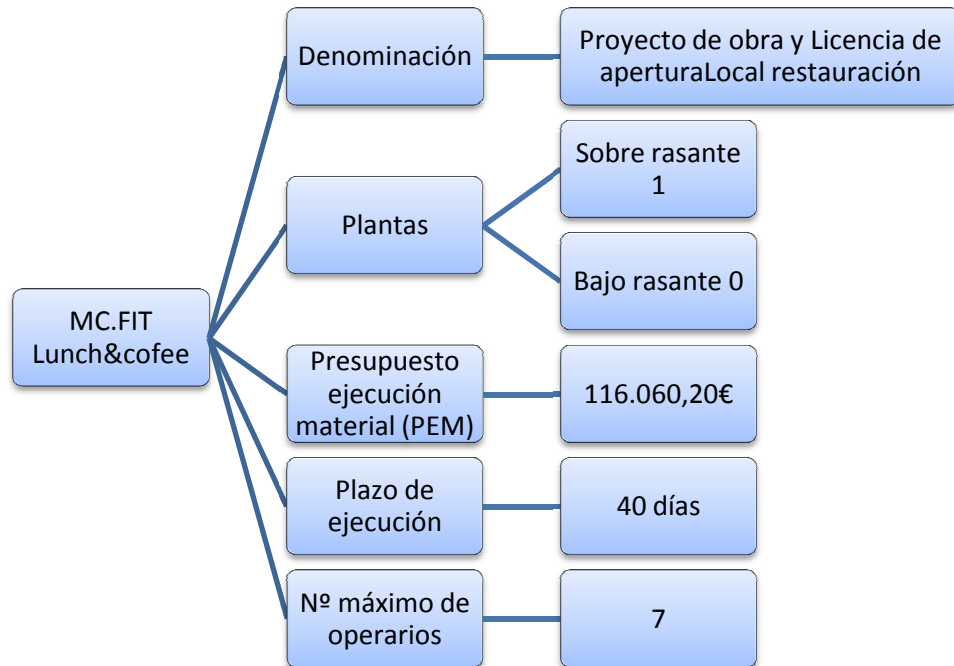 Denominación
Proyecto de obra y Licencia de
aperturaLocal restauración
Sobre rasante
1
Plantas
Bajo rasante 0
MC.FIT
Lunch&cofee
Presupuesto
ejecución
material (PEM)
116.060,20€
Plazo de
ejecución
40 días
Nº máximo de
operarios
7